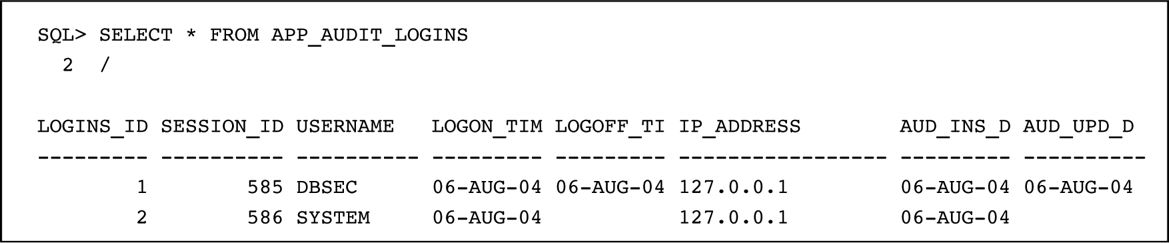 SQL> SELECT * FROM APP_AUDIT_LOGINS
2 /
LOGINS_ID SESSION_ID USERNAME LOGON_TIM LOGOFF_TI IP_ADDRESS AUD_INS_D AUD_UPD_D
--------- ---------- ---------- --------- --------- ----------------- --------- ----------
1 585 DBSEC 06-AUG-04 06-AUG-04 127.0.0.1 06-AUG-04 06-AUG-04
2 586 SYSTEM 06-AUG-04 127.0.0.1 06-AUG-04